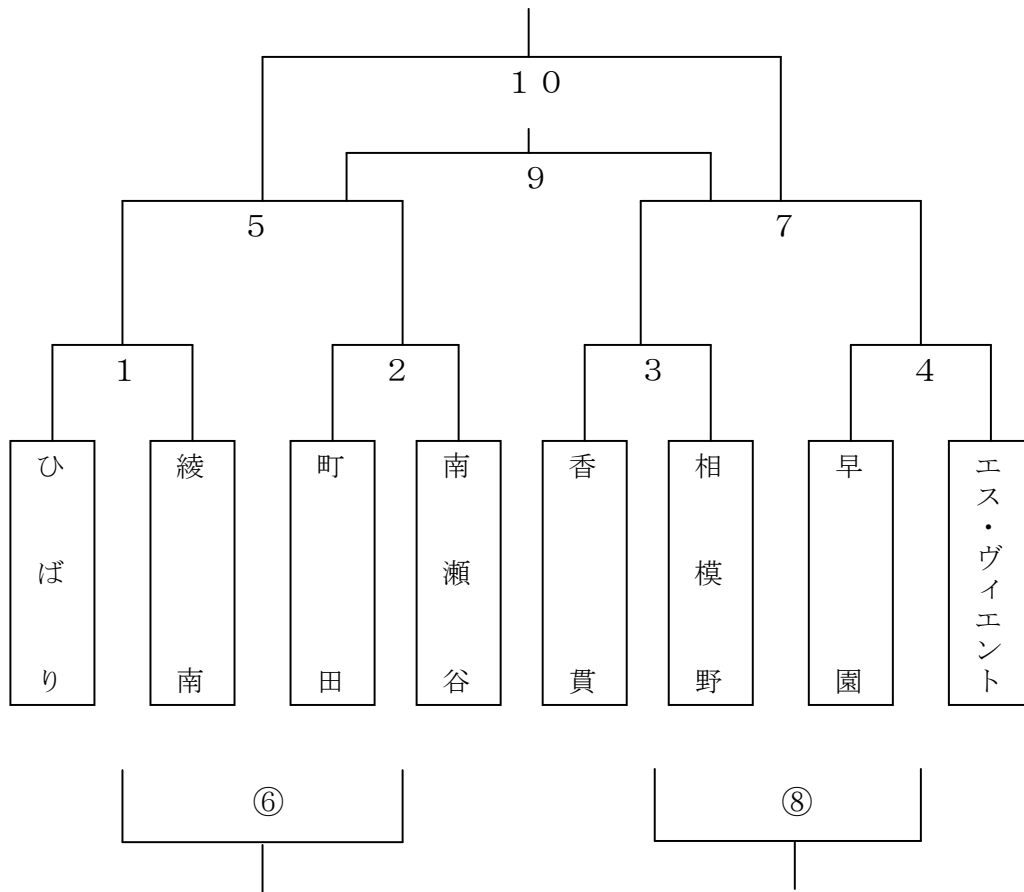 １０
９
５
７
１
２
３
４
ひばり
綾南
町田
南瀬谷
香貫
相模野
早園
エス・ヴィエント
⑥
⑧